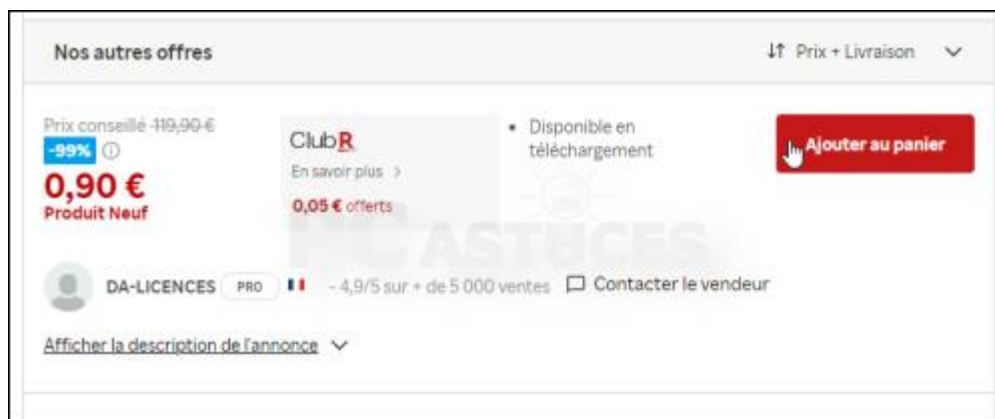 Nos autres offres
Prix + Livraison
Prix conseillé 119,90 €
-99%
0,90 €
Produit Neuf
ClubR
En savoir plus >
0,05 € offerts
• Disponible en
téléchargement
Ajouter au panier
PC ASTUCES
DA-LICENCES PRO - 4,9/5 sur + de 5 000 ventes Contacter le vendeur
Afficher la description de l'annonce